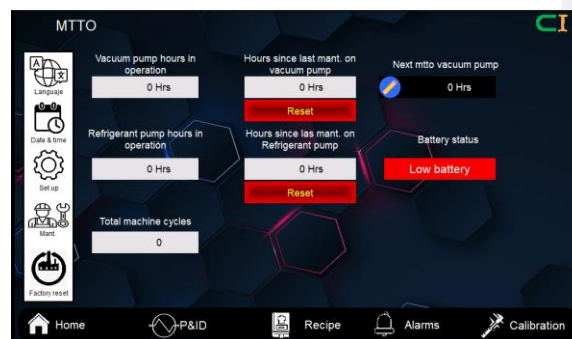 MTTO
CI
Vacuum pump hours in
operation
0 Hrs
Hours since last mant. on
vacuum pump
0 Hrs
Reset
Next mtto vacuum pump
0 Hrs
Refrigerant pump hours in
operation
0 Hrs
Hours since las mant. on
Refrigerant pump
0 Hrs
Reset
Battery status
Low battery
Total machine cycles
0
Languaje
Date & time
Set up
Mant.
Factory reset
Home
P&ID
Recipe
Alarms
Calibration